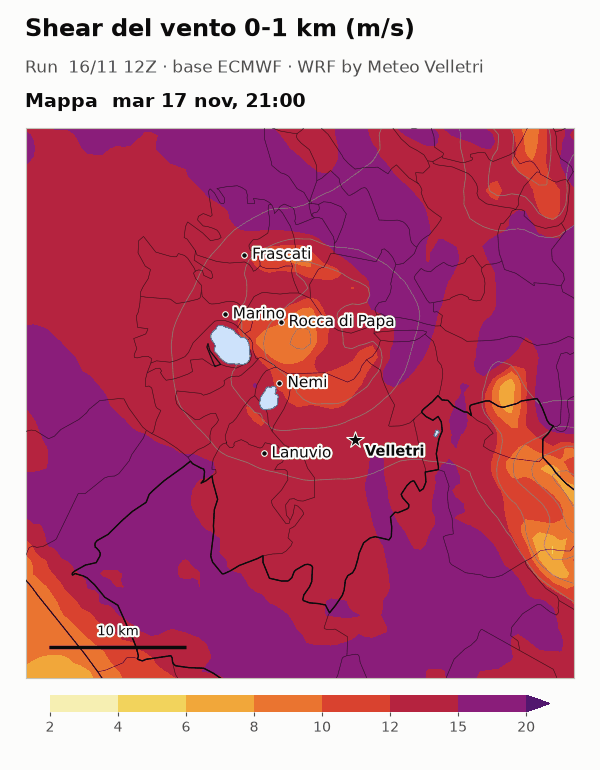 Shear del vento 0-1 km (m/s)
Run  16/11 12Z · base ECMWF · WRF by Meteo Velletri
Mappa  mar 17 nov, 21:00
Frascati
Marino
Rocca di Papa
Nemi
Velletri
Lanuvio
10 km
2 4 6 8 10 12 15 20